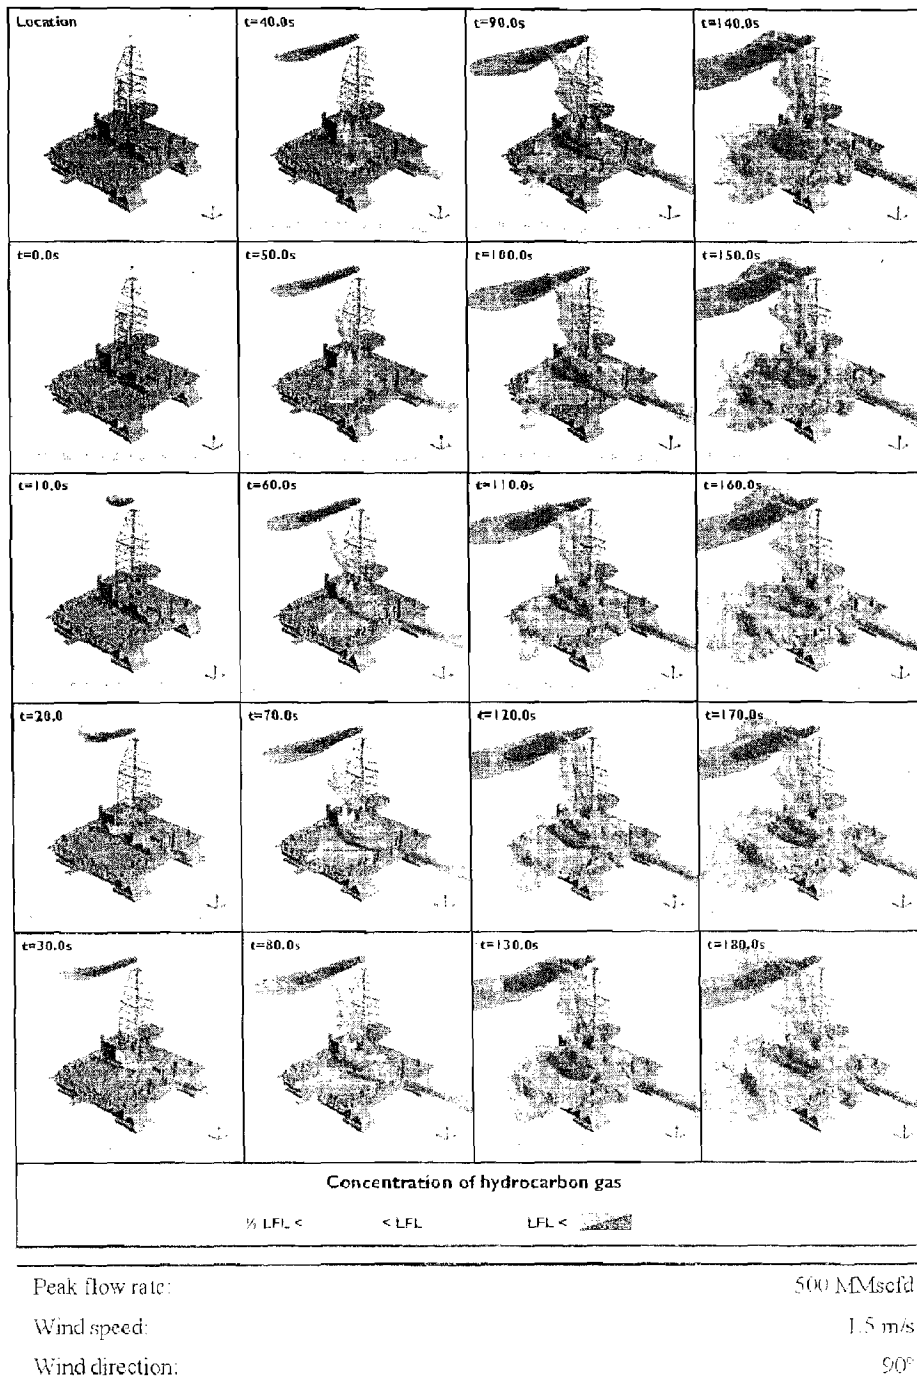 Location t=40.0s t=90.0s t=140.0s
t=0.0s t=50.0s t=100.0s t=150.0s
t=10.0s t=60.0s t=110.0s t=160.0s
t=20.0 t=70.0s t=120.0s t=170.0s
t=30.0s t=80.0s t=130.0s t=180.0s
Concentration of hydrocarbon gas
½ LFL < < LFL LFL <
Peak flow rate: 500 MMscfd
Wind speed: 1.5 m/s
Wind direction: 90°